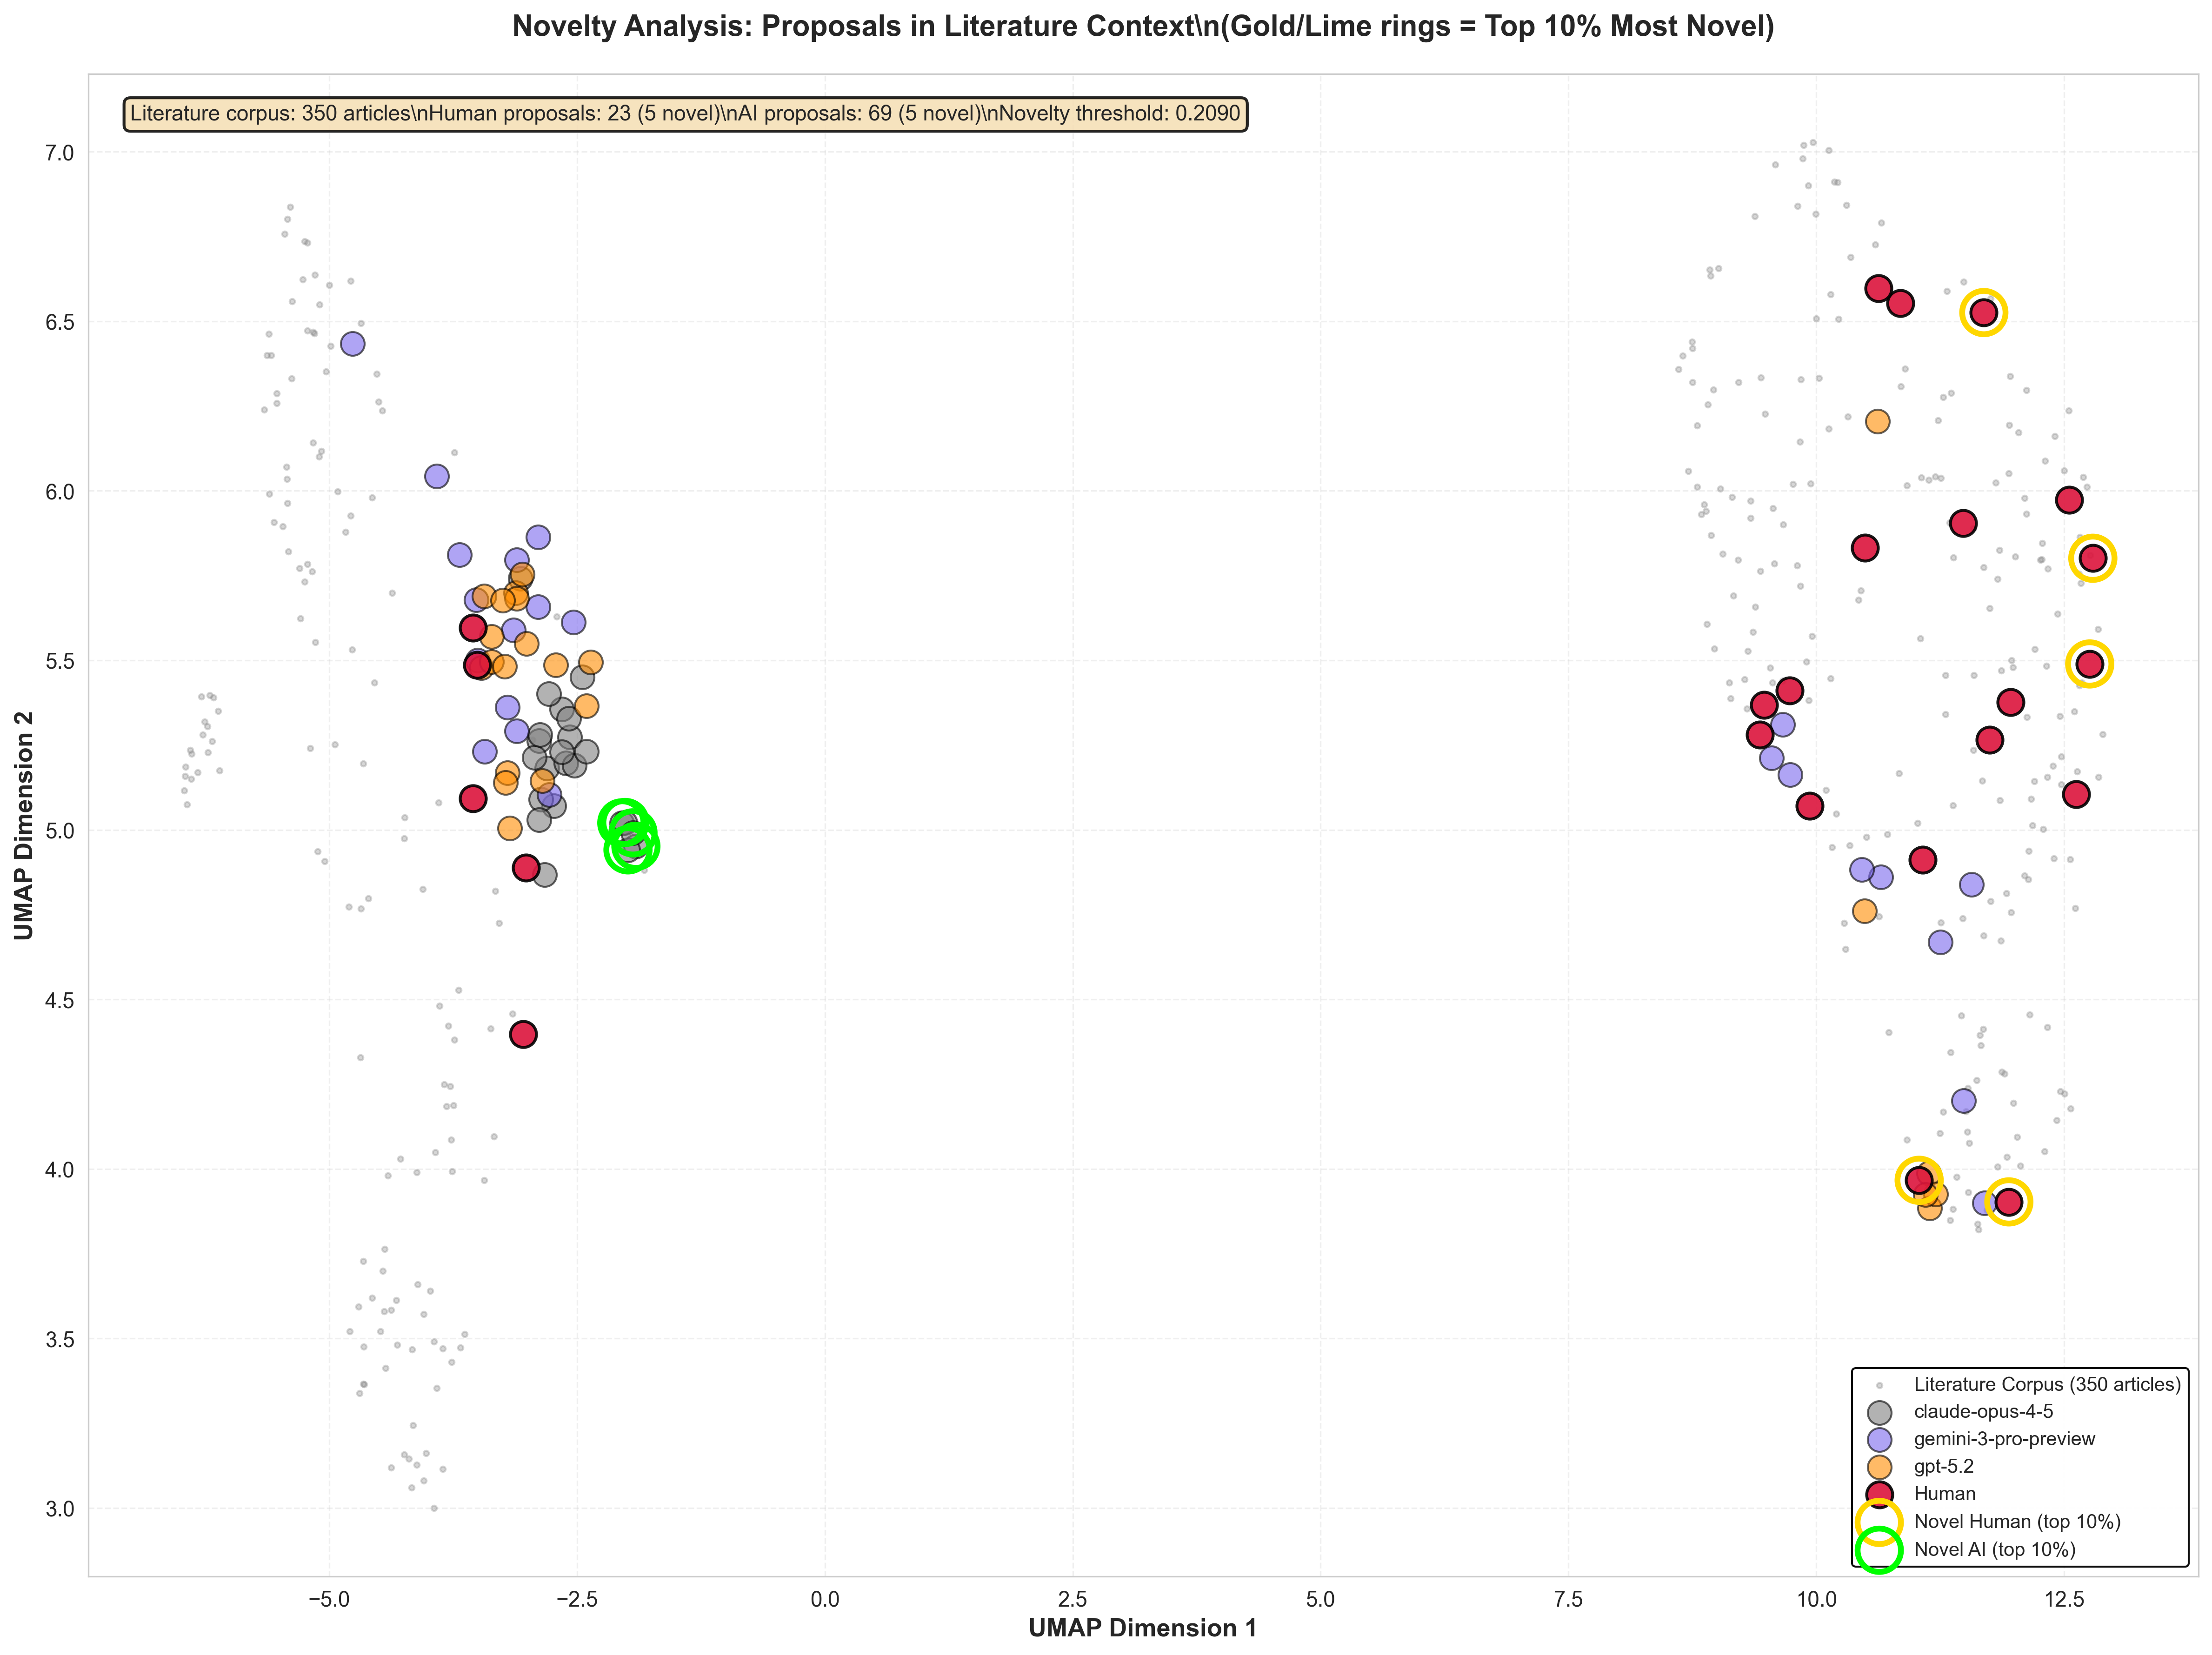 Novelty Analysis: Proposals in Literature Context\n(Gold/Lime rings = Top 10% Most Novel)
Literature corpus: 350 articles\nHuman proposals: 23 (5 novel)\nAI proposals: 69 (5 novel)\nNovelty threshold: 0.2090
UMAP Dimension 2
7.0
6.5
6.0
5.5
5.0
4.5
4.0
3.5
3.0
Literature Corpus (350 articles)
claude-opus-4-5
gemini-3-pro-preview
gpt-5.2
Human
Novel Human (top 10%)
Novel AI (top 10%)
−5.0 −2.5 0.0 2.5 5.0 7.5 10.0 12.5
UMAP Dimension 1